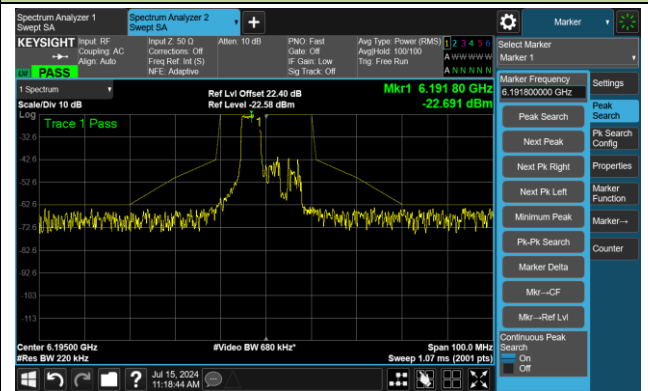 Spectrum Analyzer 1
Swept SA
Spectrum Analyzer 2
Swept SA
+
Marker
KEYSIGHT
Input: RF
Coupling: AC
Align: Auto
Input Z: 50 Ω
Corrections: Off
Freq Ref: Int (S)
NFE: Adaptive
Atten: 10 dB
PNO: Fast
Gate: Off
IF Gain: Low
Sig Track: Off
Avg Type: Power (RMS)
Avg|Hold: 100/100
Trig: Free Run
1 2 3 4 5 6
A W W W W W
A N N N N N
PASS
Select Marker
Marker 1
1 Spectrum
Scale/Div 10 dB
Log
Ref Lvl Offset 22.40 dB
Ref Level -22.58 dBm
Mkr1 6.191 80 GHz
-22.691 dBm
Trace 1 Pass
1
-32.6
-42.6
-52.6
-62.6
-72.6
-82.6
-92.6
-103
-113
Center 6.19500 GHz
#Res BW 220 kHz
#Video BW 680 kHz*
Span 100.0 MHz
Sweep 1.07 ms (2001 pts)
Marker Frequency
6.191800000 GHz
Peak Search
Next Peak
Next Pk Right
Next Pk Left
Minimum Peak
Pk-Pk Search
Marker Delta
Mkr→CF
Mkr→Ref Lvl
Continuous Peak
Search
On
Off
Settings
Peak
Search
Pk Search
Config
Properties
Marker
Function
Marker→
Counter
?
Jul 15, 2024
11:18:44 AM